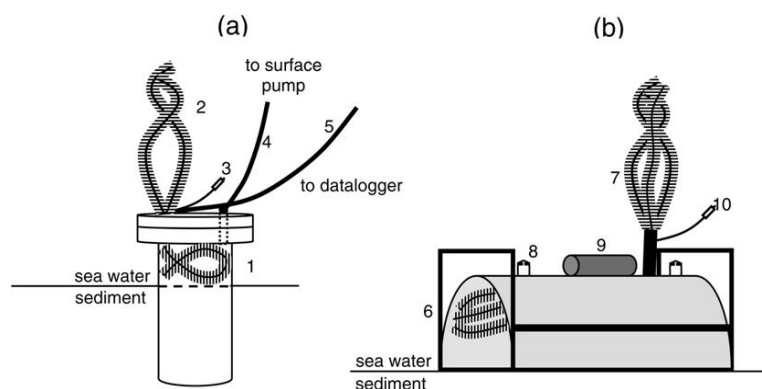 (a)
to surface
pump
2
3
4
5
to datalogger
1
sea water
sediment
(b)
7
10
8
9
6
sea water
sediment